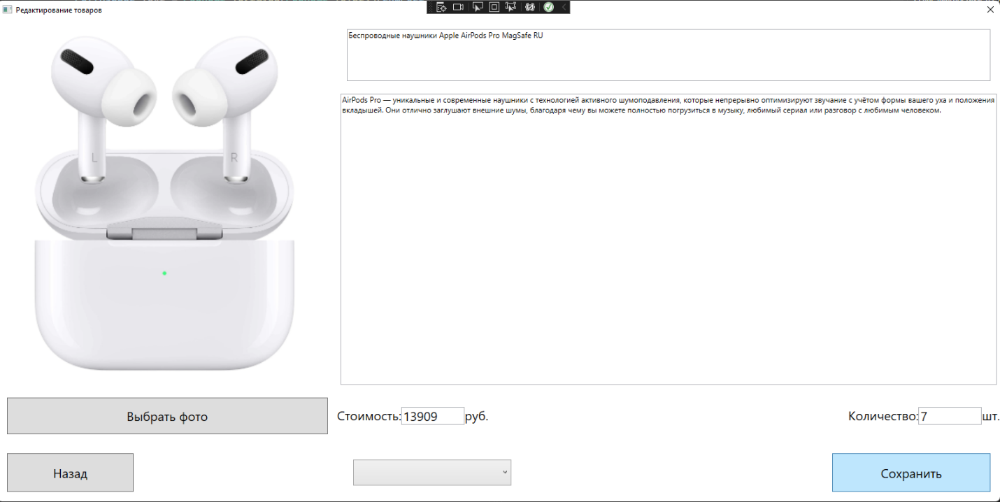 Редактирование товаров
Беспроводные наушники Apple AirPods Pro MagSafe RU
AirPods Pro — уникальные и современные наушники с технологией активного шумоподавления, которые непрерывно оптимизируют звучание с учётом формы вашего уха и положения
вкладышей. Они отлично заглушают внешние шумы, благодаря чему вы можете полностью погрузиться в музыку, любимый сериал или разговор с любимым человеком.
L
R
Выбрать фото
Стоимость: 13909 руб.
Количество: 7 шт.
Назад
Сохранить